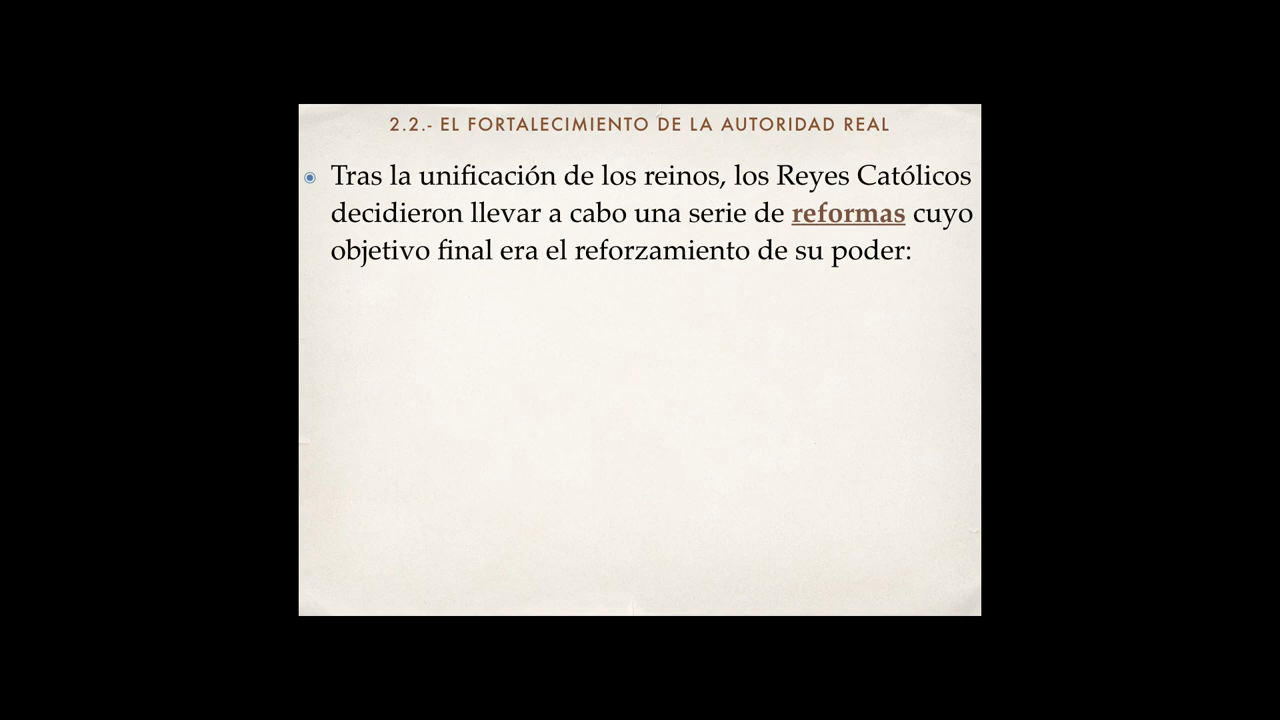 2.2.- EL FORTALECIMIENTO DE LA AUTORIDAD REAL
Tras la unificación de los reinos, los Reyes Católicos
decidieron llevar a cabo una serie de reformas cuyo
objetivo final era el reforzamiento de su poder: